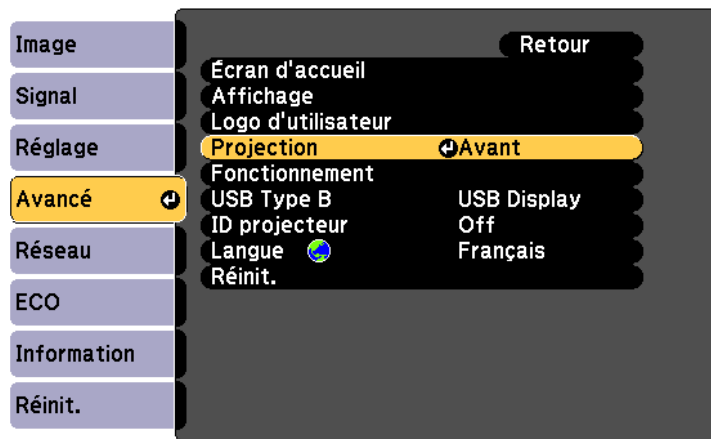 Image
Signal
Réglage
Avancé
Réseau
ECO
Information
Réinit.
Retour
Écran d'accueil
Affichage
Logo d'utilisateur
Projection Avant
Fonctionnement
USB Type B USB Display
ID projecteur Off
Langue Français
Réinit.